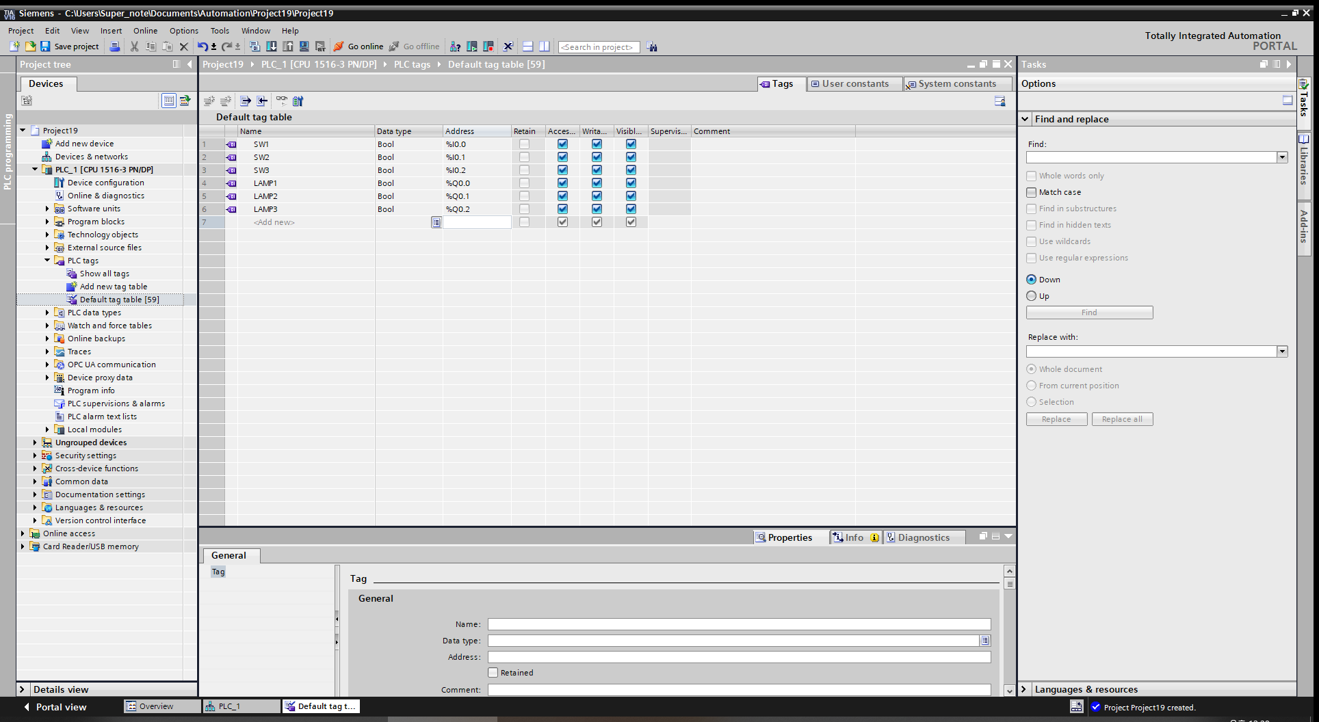 Siemens - C:\Users\Super_note\Documents\Automation\Project19\Project19
Project Edit View Insert Online Options Tools Window Help
Totally Integrated Automation
PORTAL
Save project Go online Go offline <Search in project>
Project tree
Project19 PLC_1 [CPU 1516-3 PN/DP] PLC tags Default tag table [59]
Tasks
Devices
Tags User constants System constants
Options
PLC programming
Tasks
Libraries
Add-ins
Project19
Add new device
Devices & networks
PLC_1 [CPU 1516-3 PN/DP]
Device configuration
Online & diagnostics
Software units
Program blocks
Technology objects
External source files
PLC tags
Show all tags
Add new tag table
Default tag table [59]
PLC data types
Watch and force tables
Online backups
Traces
OPC UA communication
Device proxy data
Program info
PLC supervisions & alarms
PLC alarm text lists
Local modules
Ungrouped devices
Security settings
Cross-device functions
Common data
Documentation settings
Languages & resources
Version control interface
Online access
Card Reader/USB memory
Details view
Default tag table
Name Data type Address Retain Acces... Writa... Visibl... Supervis... Comment
1 SW1 Bool %I0.0
2 SW2 Bool %I0.1
3 SW3 Bool %I0.2
4 LAMP1 Bool %Q0.0
5 LAMP2 Bool %Q0.1
6 LAMP3 Bool %Q0.2
7 <Add new>
Properties Info Diagnostics
General
Tag
Tag
General
Name:
Data type:
Address:
Retained
Comment:
Find and replace
Find:
Whole words only
Match case
Find in substructures
Find in hidden texts
Use wildcards
Use regular expressions
Down
Up
Find
Replace with:
Whole document
From current position
Selection
Replace Replace all
Languages & resources
Portal view Overview PLC_1 Default tag t...
Project Project19 created.